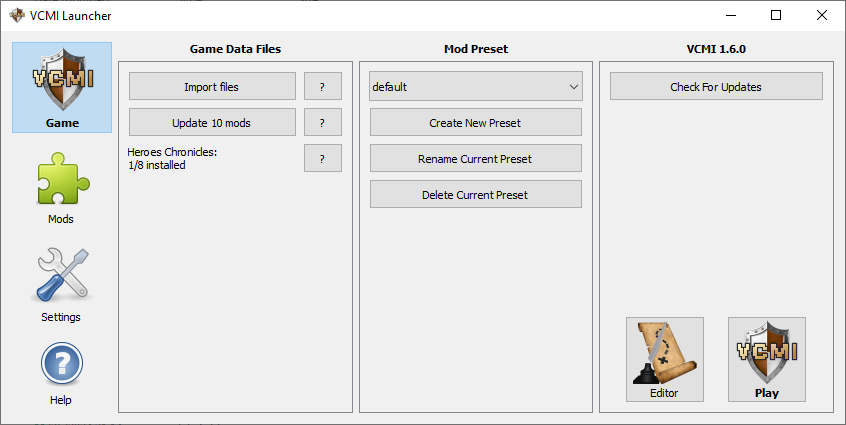 VCMI Launcher
VCMI
Game
Mods
Settings
Help
Game Data Files
Import files
?
Update 10 mods
?
Heroes Chronicles:
1/8 installed
?
Mod Preset
default
Create New Preset
Rename Current Preset
Delete Current Preset
VCMI 1.6.0
Check For Updates
Editor
VCMI
Play